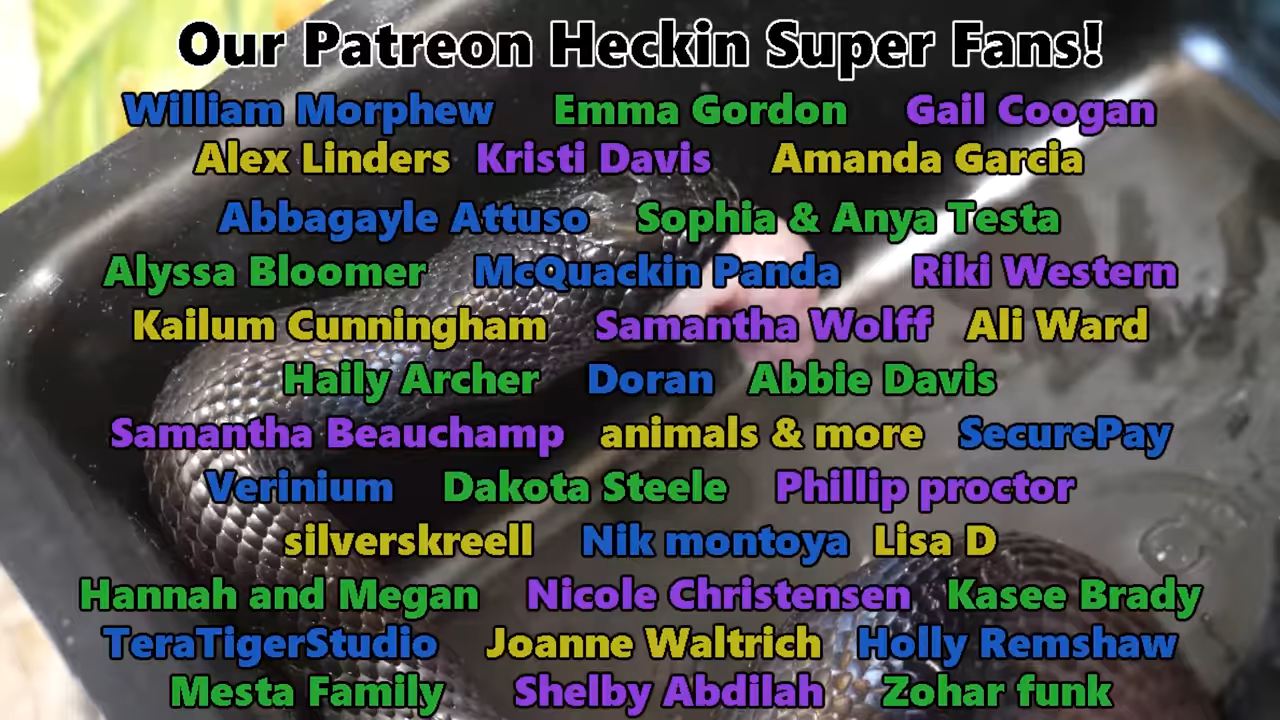 Our Patreon Heckin Super Fans!
William Morphew Emma Gordon Gail Coogan
Alex Linders Kristi Davis Amanda Garcia
Abbagayle Attuso Sophia & Anya Testa
Alyssa Bloomer McQuackin Panda Riki Western
Kailum Cunningham Samantha Wolff Ali Ward
Haily Archer Doran Abbie Davis
Samantha Beauchamp animals & more SecurePay
Verinium Dakota Steele Phillip proctor
silverskreell Nik montoya Lisa D
Hannah and Megan Nicole Christensen Kasee Brady
TeraTigerStudio Joanne Waltrich Holly Remshaw
Mesta Family Shelby Abdilah Zohar funk